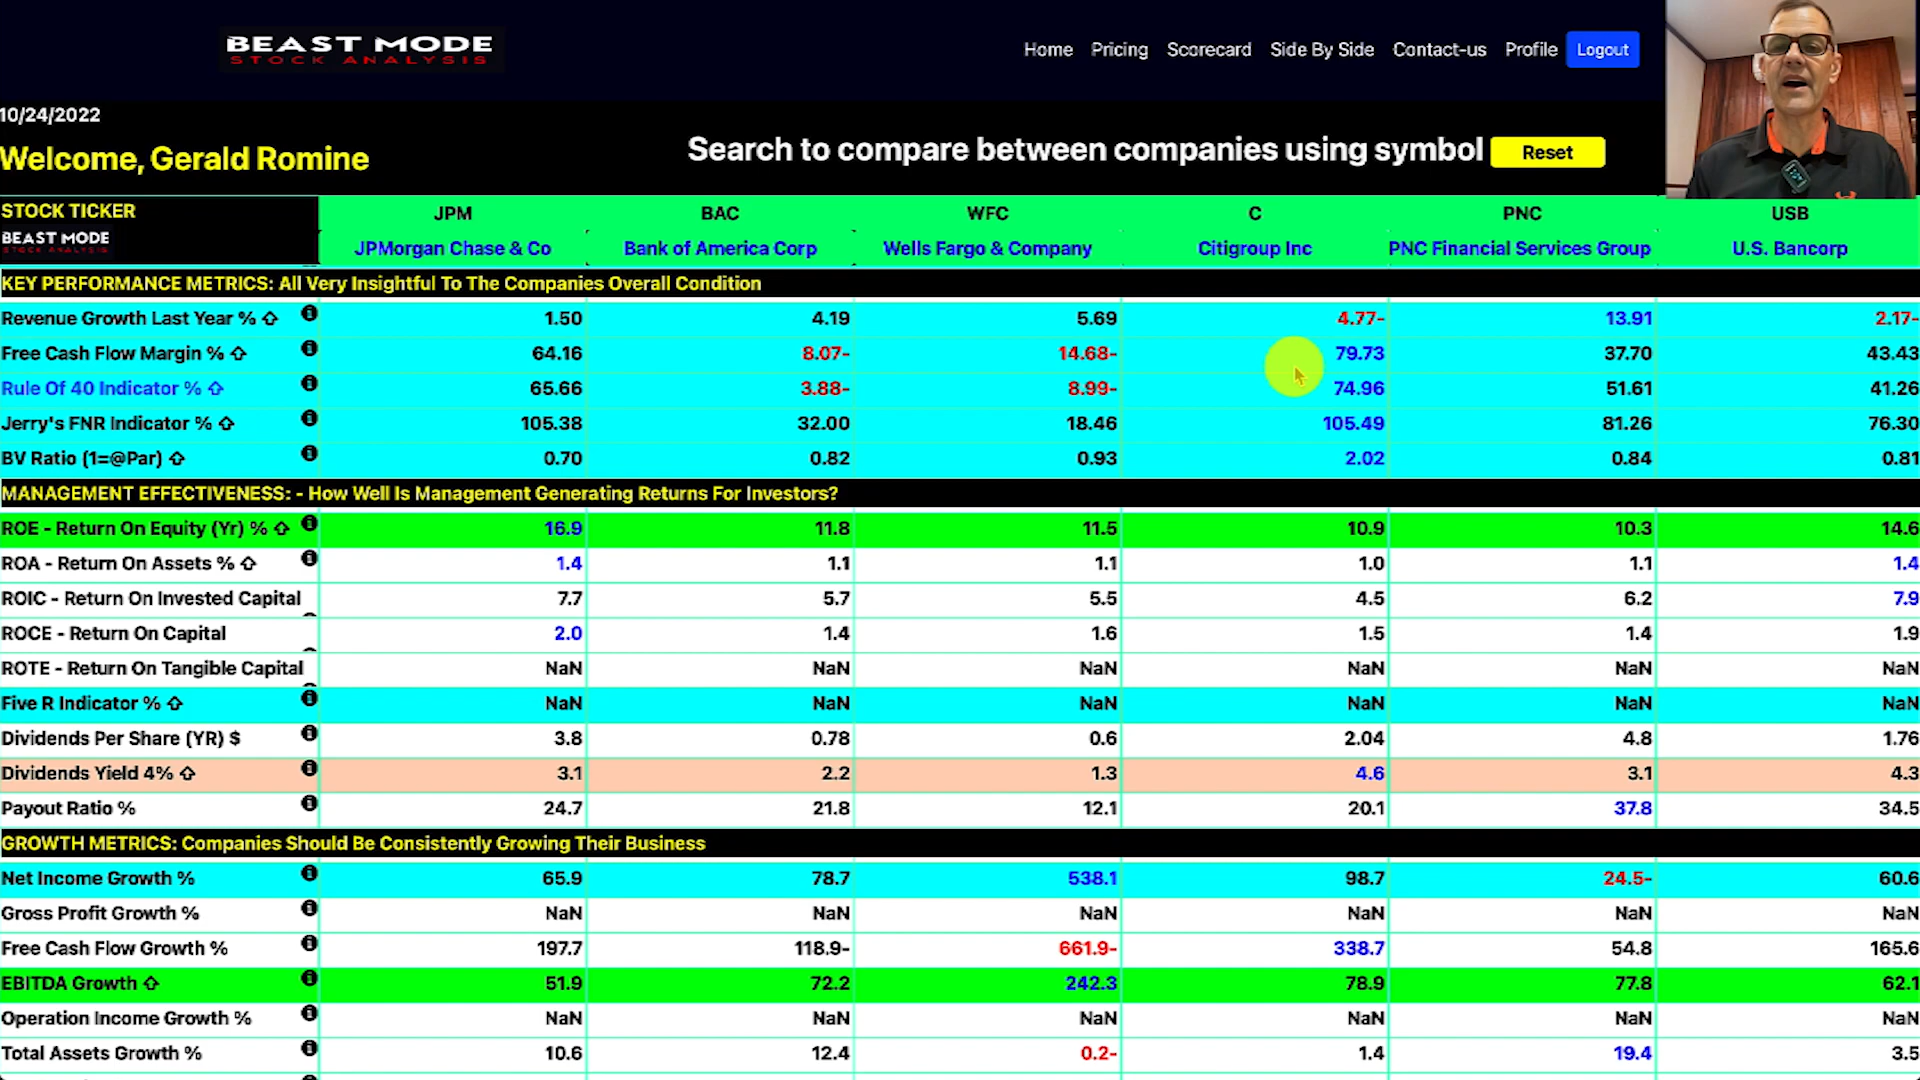 BEAST MODE
STOCK ANALYSIS
Home Pricing Scorecard Side By Side Contact-us Profile Logout
10/24/2022
Welcome, Gerald Romine
Search to compare between companies using symbol Reset
STOCK TICKER JPM BAC WFC C PNC USB
BEAST MODE
STOCK ANALYSIS
JPMorgan Chase & Co Bank of America Corp Wells Fargo & Company Citigroup Inc PNC Financial Services Group U.S. Bancorp
KEY PERFORMANCE METRICS: All Very Insightful To The Companies Overall Condition
Revenue Growth Last Year % 1.50 4.19 5.69 4.77- 13.91 2.17-
Free Cash Flow Margin % 64.16 8.07- 14.68- 79.73 37.70 43.43
Rule Of 40 Indicator % 65.66 3.88- 8.99- 74.96 51.61 41.26
Jerry's FNR Indicator % 105.38 32.00 18.46 105.49 81.26 76.30
BV Ratio (1=@Par) 0.70 0.82 0.93 2.02 0.84 0.81
MANAGEMENT EFFECTIVENESS: - How Well Is Management Generating Returns For Investors?
ROE - Return On Equity (Yr) % 16.9 11.8 11.5 10.9 10.3 14.6
ROA - Return On Assets % 1.4 1.1 1.1 1.0 1.1 1.4
ROIC - Return On Invested Capital 7.7 5.7 5.5 4.5 6.2 7.9
ROCE - Return On Capital 2.0 1.4 1.6 1.5 1.4 1.9
ROTE - Return On Tangible Capital NaN NaN NaN NaN NaN NaN
Five R Indicator % NaN NaN NaN NaN NaN NaN
Dividends Per Share (YR) $ 3.8 0.78 0.6 2.04 4.8 1.76
Dividends Yield 4% 3.1 2.2 1.3 4.6 3.1 4.3
Payout Ratio % 24.7 21.8 12.1 20.1 37.8 34.5
GROWTH METRICS: Companies Should Be Consistently Growing Their Business
Net Income Growth % 65.9 78.7 538.1 98.7 24.5- 60.6
Gross Profit Growth % NaN NaN NaN NaN NaN NaN
Free Cash Flow Growth % 197.7 118.9- 661.9- 338.7 54.8 165.6
EBITDA Growth 51.9 72.2 242.3 78.9 77.8 62.1
Operation Income Growth % NaN NaN NaN NaN NaN NaN
Total Assets Growth % 10.6 12.4 0.2- 1.4 19.4 3.5